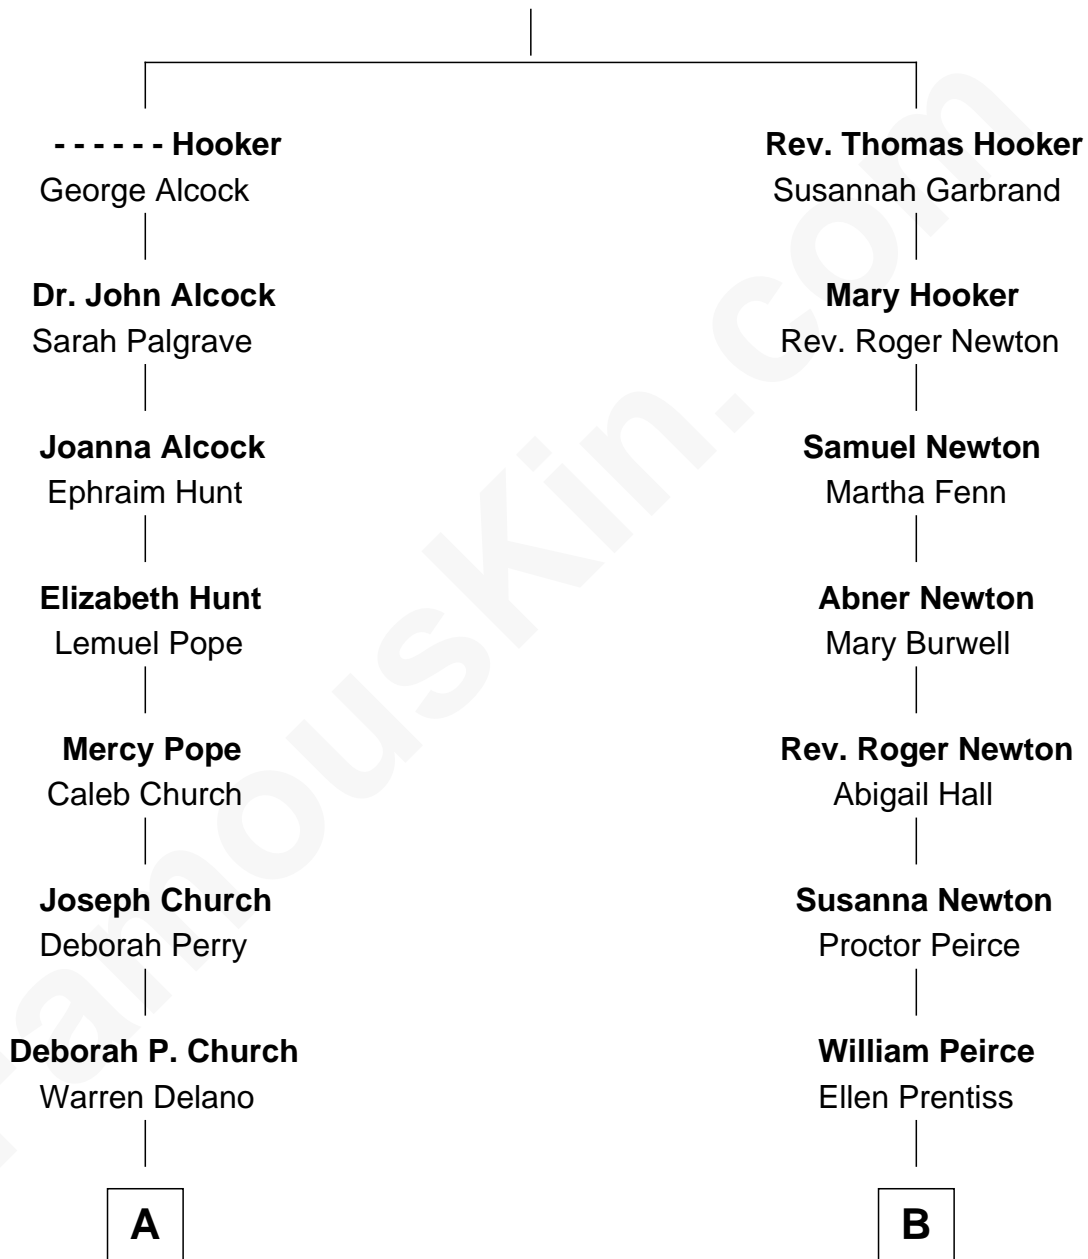 - - - - - - Hooker
George Alcock
Dr. John Alcock
Sarah Palgrave
Joanna Alcock
Ephraim Hunt
Elizabeth Hunt
Lemuel Pope
Mercy Pope
Caleb Church
Joseph Church
Deborah Perry
Deborah P. Church
Warren Delano
A
Rev. Thomas Hooker
Susannah Garbrand
Mary Hooker
Rev. Roger Newton
Samuel Newton
Martha Fenn
Abner Newton
Mary Burwell
Rev. Roger Newton
Abigail Hall
Susanna Newton
Proctor Peirce
William Peirce
Ellen Prentiss
B
FamousKin.com